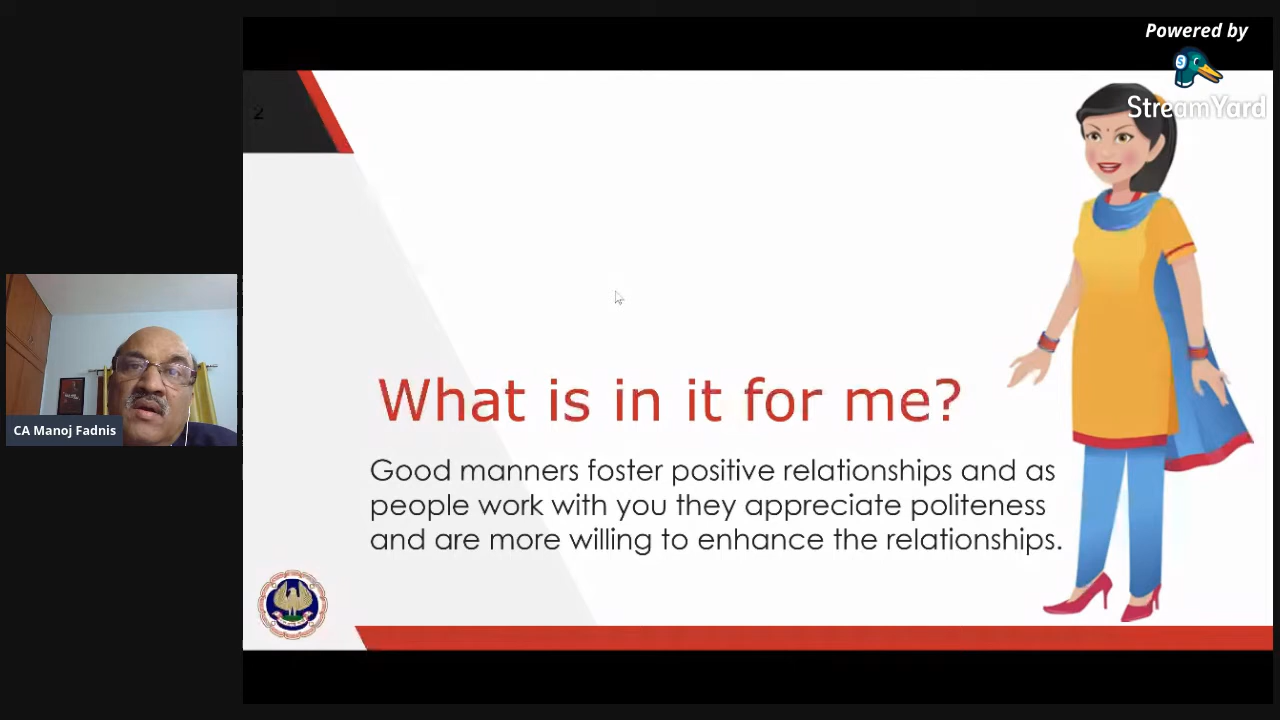 Powered by
StreamYard
2
What is in it for me?
Good manners foster positive relationships and as
people work with you they appreciate politeness
and are more willing to enhance the relationships.
CA Manoj Fadnis